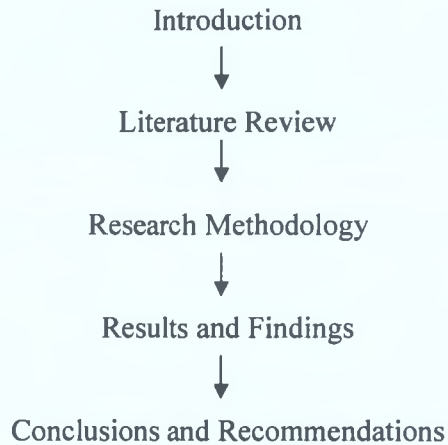 Introduction
Literature Review
Research Methodology
Results and Findings
Conclusions and Recommendations